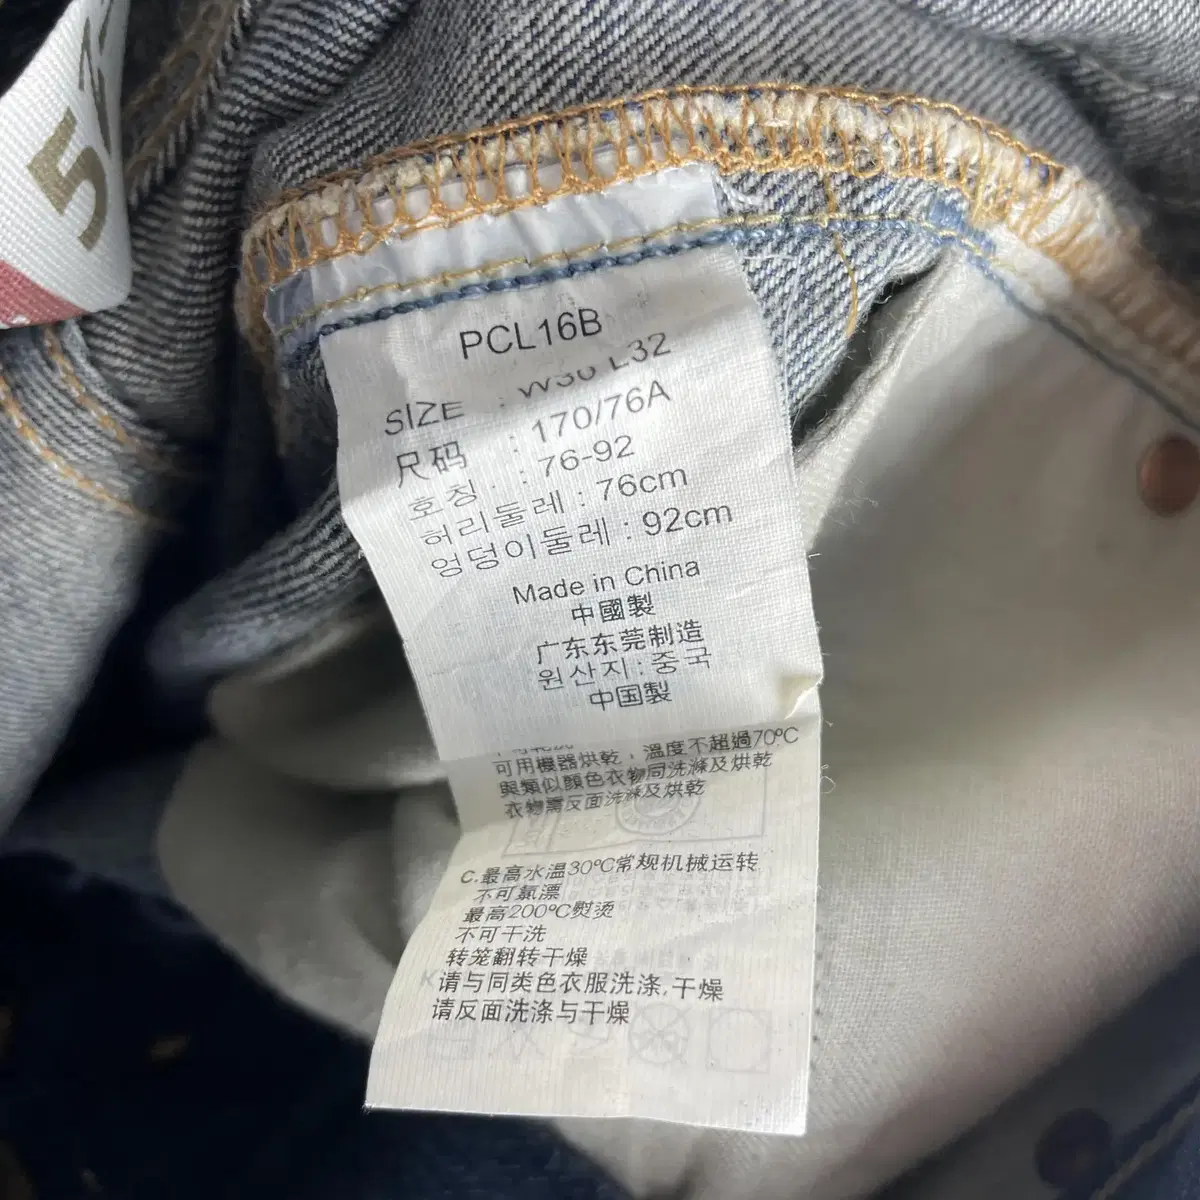 52
PCL16B
SIZE : W30 L32
尺码 : 170/76A
호칭 : 76-92
허리둘레 : 76cm
엉덩이둘레 : 92cm
Made in China
中國製
广东东莞制造
원산지 : 중국
中国製
可用機器烘乾，溫度不超過70°C
與類似顏色衣物同洗滌及烘乾
衣物需反面洗滌及烘乾
C.最高水温30°C常规机械运转
不可氯漂
最高200°C熨烫
不可干洗
转笼翻转干燥
请与同类色衣服洗涤,干燥
请反面洗涤与干燥